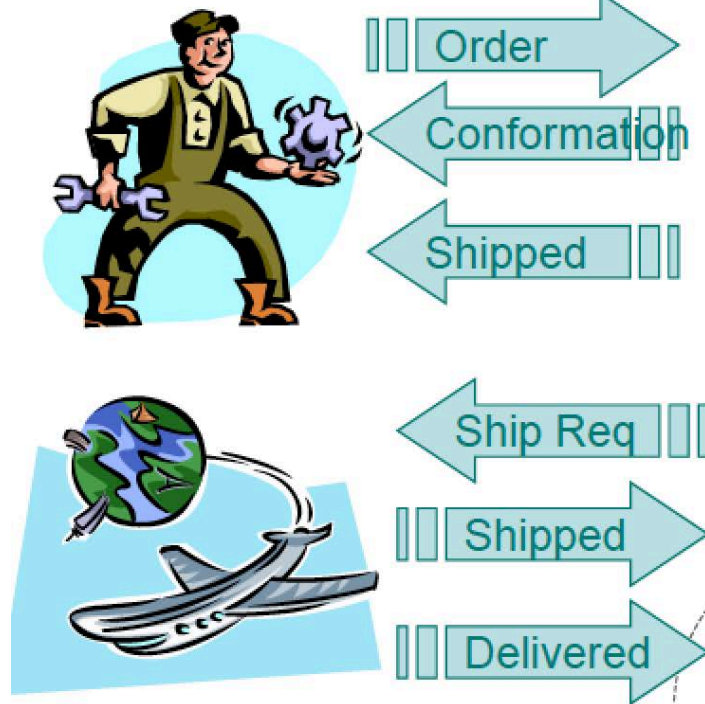 Order
Conformation
Shipped
Ship Req
Shipped
Delivered